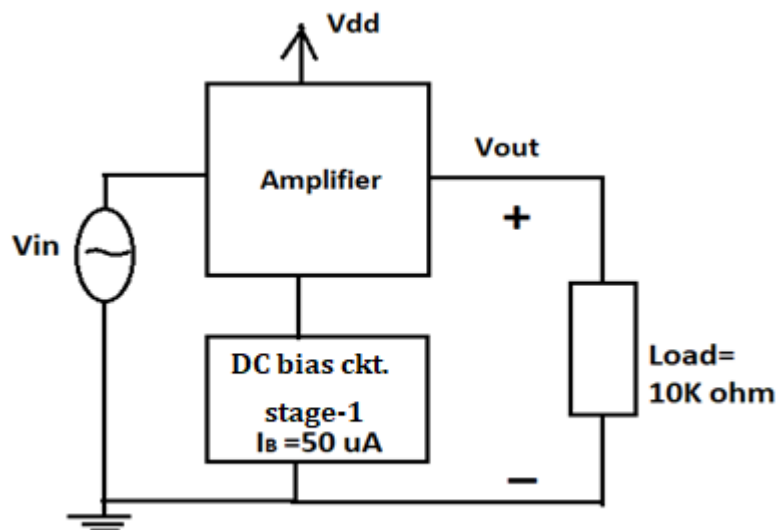 Vdd
Vout
Amplifier
+
Vin
DC bias ckt.
stage-1
IB =50 uA
Load=
10K ohm
−